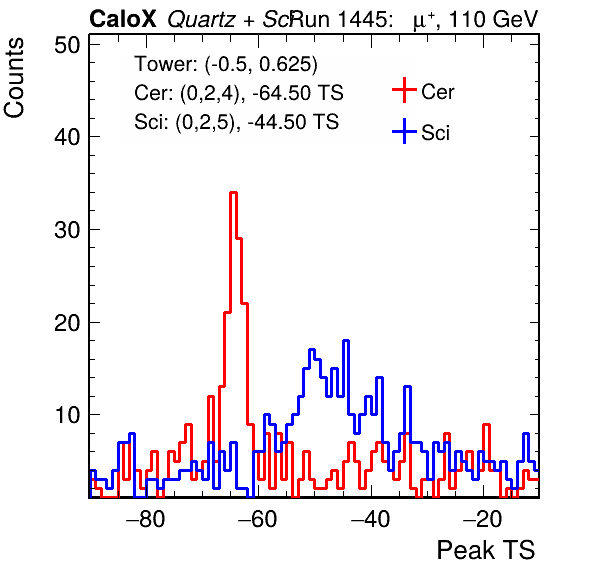 CaloX Quartz + Sci Run 1445: μ⁺, 110 GeV
Counts
50
Tower: (-0.5, 0.625)
Cer: (0,2,4), -64.50 TS
Sci: (0,2,5), -44.50 TS
Cer
Sci
40
30
20
10
−80 −60 −40 −20
Peak TS